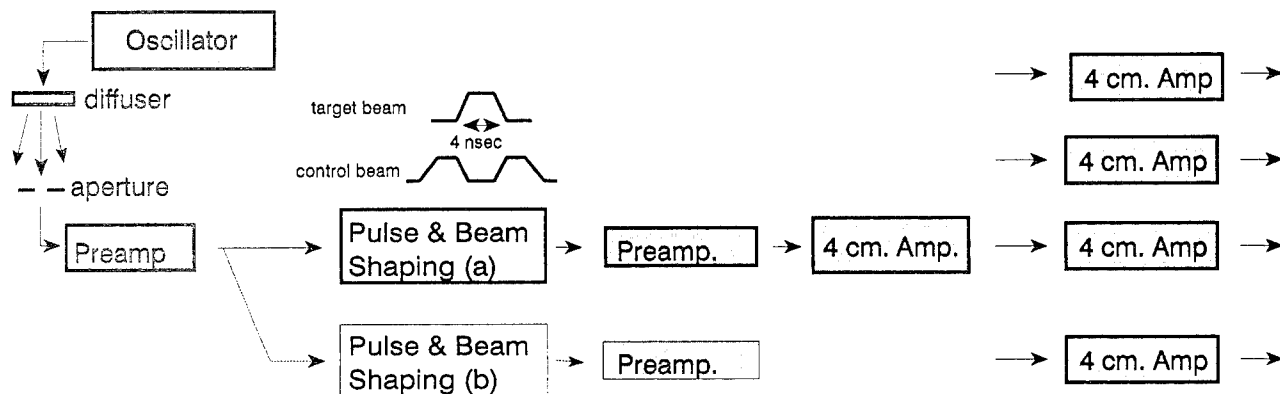 Oscillator
diffuser
aperture
Preamp
target beam
4 nsec
control beam
Pulse & Beam
Shaping (a)
Preamp.
4 cm. Amp.
Pulse & Beam
Shaping (b)
Preamp.
4 cm. Amp
4 cm. Amp
4 cm. Amp
4 cm. Amp